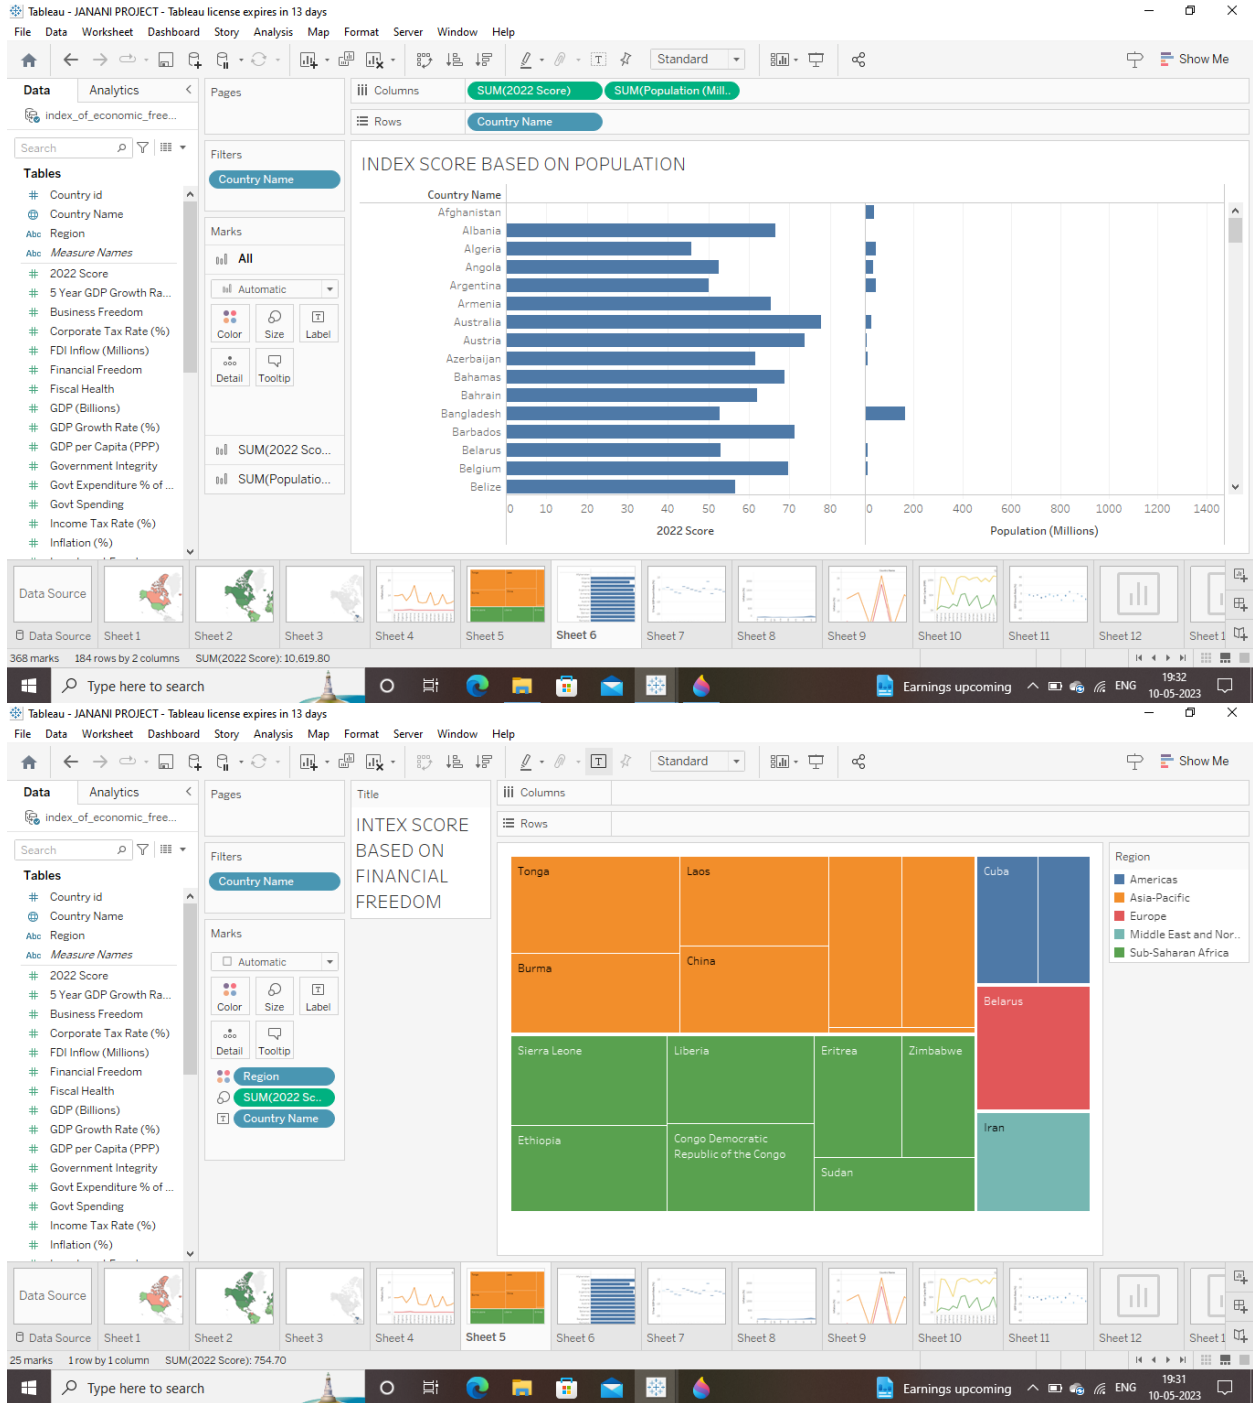 Tableau - JANANI PROJECT - Tableau license expires in 13 days
File Data Worksheet Dashboard Story Analysis Map Format Server Window Help
Standard
Show Me
Data Analytics
index_of_economic_free...
Search
Tables
Country id
Country Name
Abc Region
Abc Measure Names
2022 Score
5 Year GDP Growth Ra...
Business Freedom
Corporate Tax Rate (%)
FDI Inflow (Millions)
Financial Freedom
Fiscal Health
GDP (Billions)
GDP Growth Rate (%)
GDP per Capita (PPP)
Government Integrity
Govt Expenditure % of ...
Govt Spending
Income Tax Rate (%)
Inflation (%)
Pages
Filters
Country Name
Marks
All
Automatic
Color Size Label
Detail Tooltip
SUM(2022 Sco...
SUM(Populatio...
Columns SUM(2022 Score) SUM(Population (Mill..
Rows Country Name
INDEX SCORE BASED ON POPULATION
Country Name
Afghanistan
Albania
Algeria
Angola
Argentina
Armenia
Australia
Austria
Azerbaijan
Bahamas
Bahrain
Bangladesh
Barbados
Belarus
Belgium
Belize
0 10 20 30 40 50 60 70 80 0 200 400 600 800 1000 1200 1400
2022 Score Population (Millions)
Data Source
Data Source Sheet 1 Sheet 2 Sheet 3 Sheet 4 Sheet 5 Sheet 6 Sheet 7 Sheet 8 Sheet 9 Sheet 10 Sheet 11 Sheet 12 Sheet 1
368 marks 184 rows by 2 columns SUM(2022 Score): 10,619.80
Type here to search
Earnings upcoming
ENG
19:32
10-05-2023
Tableau - JANANI PROJECT - Tableau license expires in 13 days
File Data Worksheet Dashboard Story Analysis Map Format Server Window Help
Standard
Show Me
Data Analytics
index_of_economic_free...
Search
Tables
Country id
Country Name
Abc Region
Abc Measure Names
2022 Score
5 Year GDP Growth Ra...
Business Freedom
Corporate Tax Rate (%)
FDI Inflow (Millions)
Financial Freedom
Fiscal Health
GDP (Billions)
GDP Growth Rate (%)
GDP per Capita (PPP)
Government Integrity
Govt Expenditure % of ...
Govt Spending
Income Tax Rate (%)
Inflation (%)
Pages
Filters
Country Name
Marks
Automatic
Color Size Label
Detail Tooltip
Region
SUM(2022 Sc..
Country Name
Title
INTEX SCORE
BASED ON
FINANCIAL
FREEDOM
Columns
Rows
Tonga
Laos
Cuba
Burma
China
Belarus
Sierra Leone
Liberia
Eritrea
Zimbabwe
Iran
Ethiopia
Congo Democratic
Republic of the Congo
Sudan
Region
Americas
Asia-Pacific
Europe
Middle East and Nor..
Sub-Saharan Africa
Data Source
Data Source Sheet 1 Sheet 2 Sheet 3 Sheet 4 Sheet 5 Sheet 6 Sheet 7 Sheet 8 Sheet 9 Sheet 10 Sheet 11 Sheet 12 Sheet 1
25 marks 1 row by 1 column SUM(2022 Score): 754.70
Type here to search
Earnings upcoming
ENG
19:31
10-05-2023